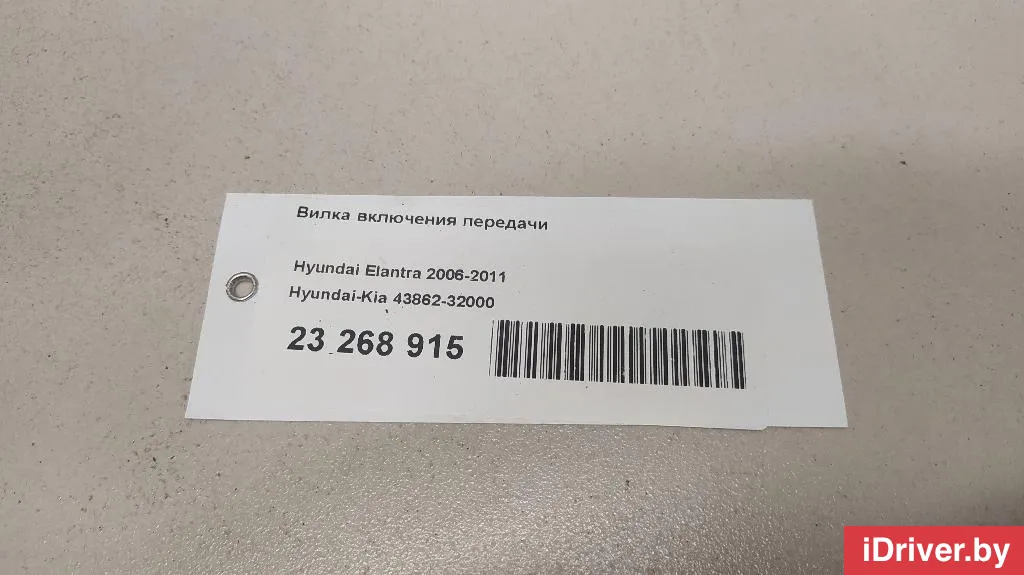 Вилка включения передачи
Hyundai Elantra 2006-2011
Hyundai-Kia 43862-32000
23 268 915
iDriver.by